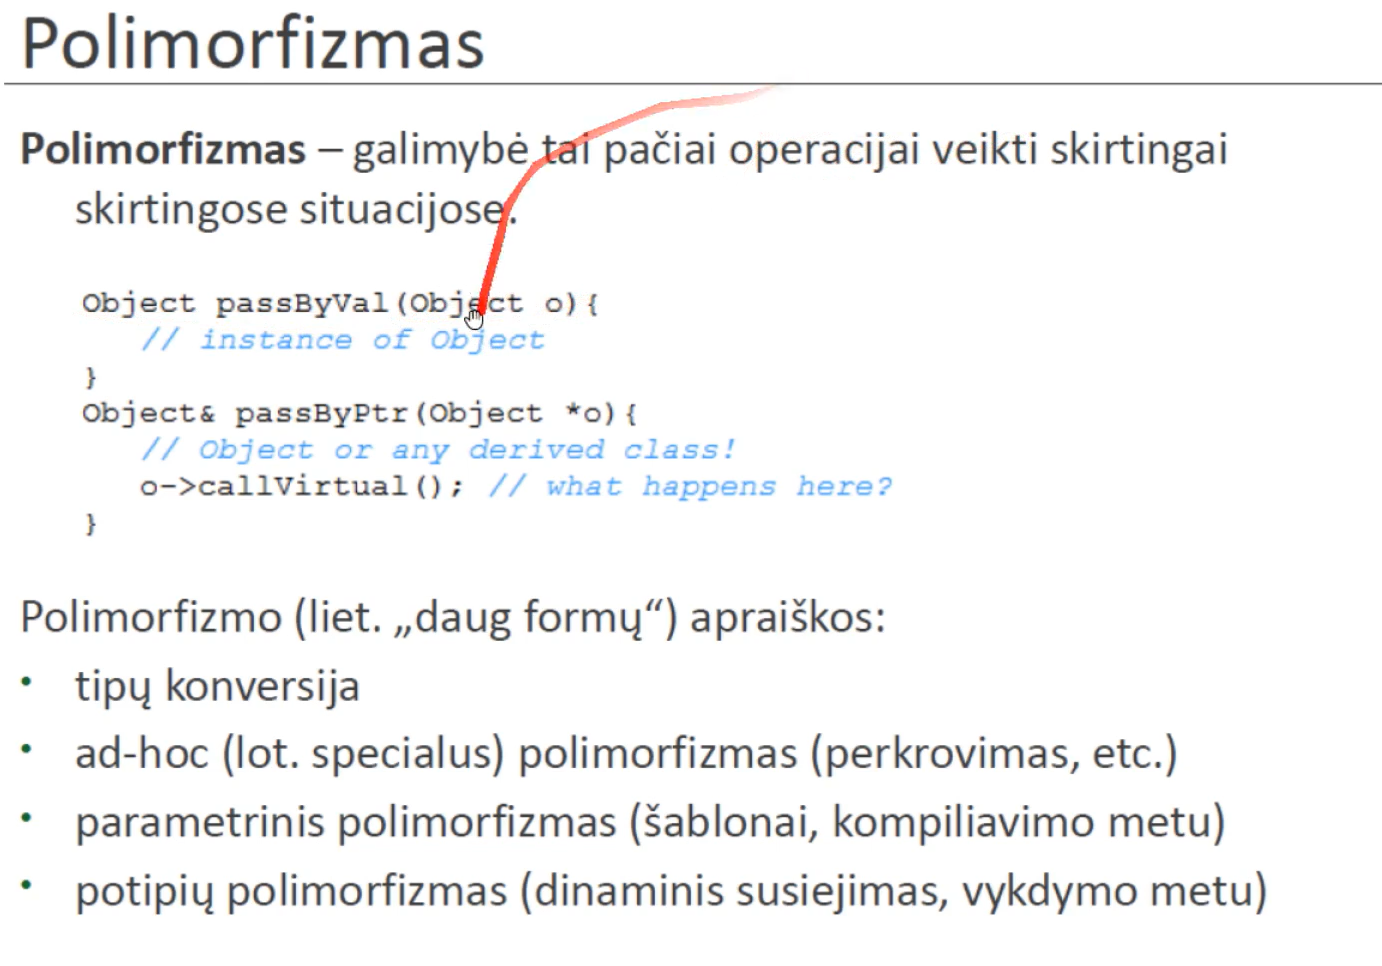 Polimorfizmas
Polimorfizmas – galimybė tai pačiai operacijai veikti skirtingai
skirtingose situacijose.
Object passByVal(Object o){
// instance of Object
}
Object& passByPtr(Object *o){
// Object or any derived class!
o->callVirtual(); // what happens here?
}
Polimorfizmo (liet. „daug formų“) apraiškos:
• tipų konversija
• ad-hoc (lot. specialus) polimorfizmas (perkrovimas, etc.)
• parametrinis polimorfizmas (šablonai, kompiliavimo metu)
• potipių polimorfizmas (dinaminis susiejimas, vykdymo metu)